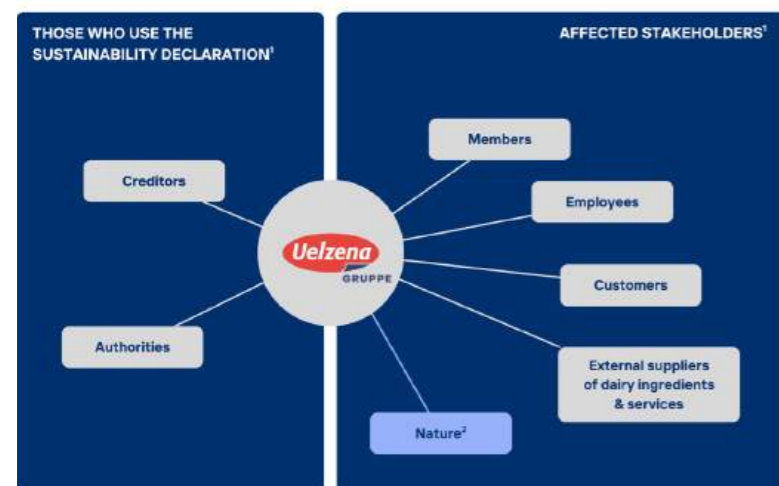 THOSE WHO USE THE
SUSTAINABILITY DECLARATION¹
AFFECTED STAKEHOLDERS¹
Members
Creditors
Employees
Uelzena
GRUPPE
Customers
Authorities
External suppliers
of dairy ingredients
& services
Nature²